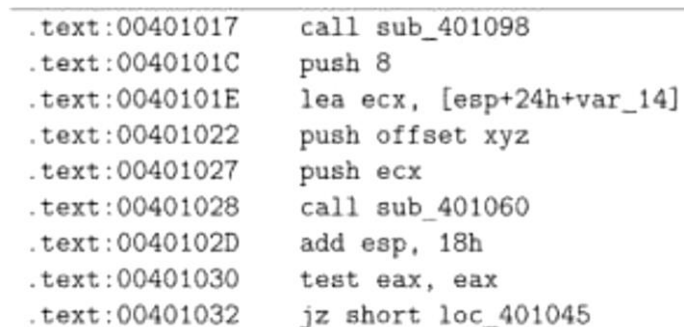 .text:00401017 call sub_401098
.text:0040101C push 8
.text:0040101E lea ecx, [esp+24h+var_14]
.text:00401022 push offset xyz
.text:00401027 push ecx
.text:00401028 call sub_401060
.text:0040102D add esp, 18h
.text:00401030 test eax, eax
.text:00401032 jz short loc_401045